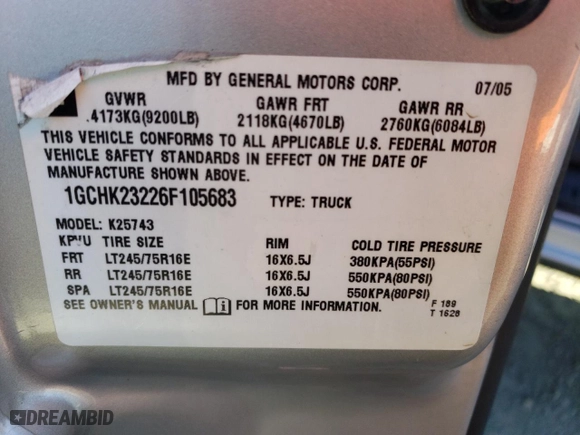 MFD BY GENERAL MOTORS CORP. 07/05
GVWR GAWR FRT GAWR RR
4173KG(9200LB) 2118KG(4670LB) 2760KG(6084LB)
THIS VEHICLE CONFORMS TO ALL APPLICABLE U.S. FEDERAL MOTOR
VEHICLE SAFETY STANDARDS IN EFFECT ON THE DATE OF
MANUFACTURE SHOWN ABOVE.
1GCHK23226F105683 TYPE: TRUCK
MODEL: K25743
TIRE SIZE RIM COLD TIRE PRESSURE
FRT LT245/75R16E 16X6.5J 380KPA(55PSI)
RR LT245/75R16E 16X6.5J 550KPA(80PSI)
SPA LT245/75R16E 16X6.5J 550KPA(80PSI)
SEE OWNER'S MANUAL FOR MORE INFORMATION.
F 189
T 1628
DREAMBID